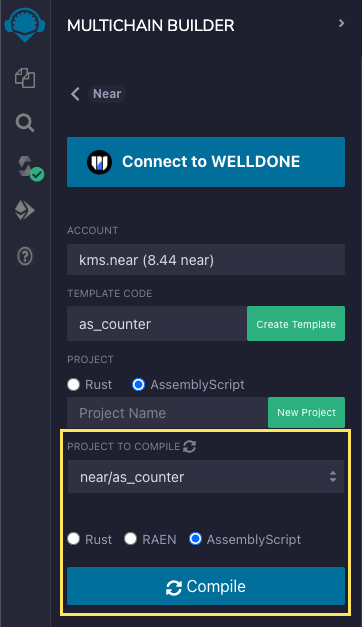 MULTICHAIN BUILDER
Near
Connect to WELLDONE
ACCOUNT
kms.near (8.44 near)
TEMPLATE CODE
as_counter
Create Template
PROJECT
Rust AssemblyScript
Project Name
New Project
PROJECT TO COMPILE
near/as_counter
Rust RAEN AssemblyScript
Compile